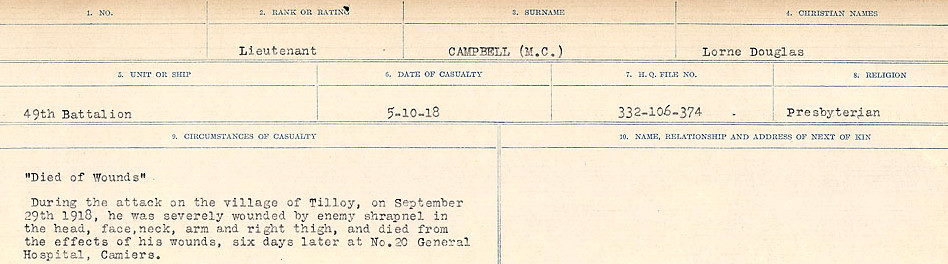 1. NO. 2. RANK OR RATING 3. SURNAME 4. CHRISTIAN NAMES
Lieutenant CAMPBELL (M.C.) Lorne Douglas
5. UNIT OR SHIP 6. DATE OF CASUALTY 7. H.Q. FILE NO. 8. RELIGION
49th Battalion 5-10-18 332-106-374 Presbyterian
9. CIRCUMSTANCES OF CASUALTY 10. NAME, RELATIONSHIP AND ADDRESS OF NEXT OF KIN
"Died of Wounds"
During the attack on the village of Tilloy, on September
29th 1918, he was severely wounded by enemy shrapnel in
the head, face,neck, arm and right thigh, and died from
the effects of his wounds, six days later at No.20 General
Hospital, Camiers.